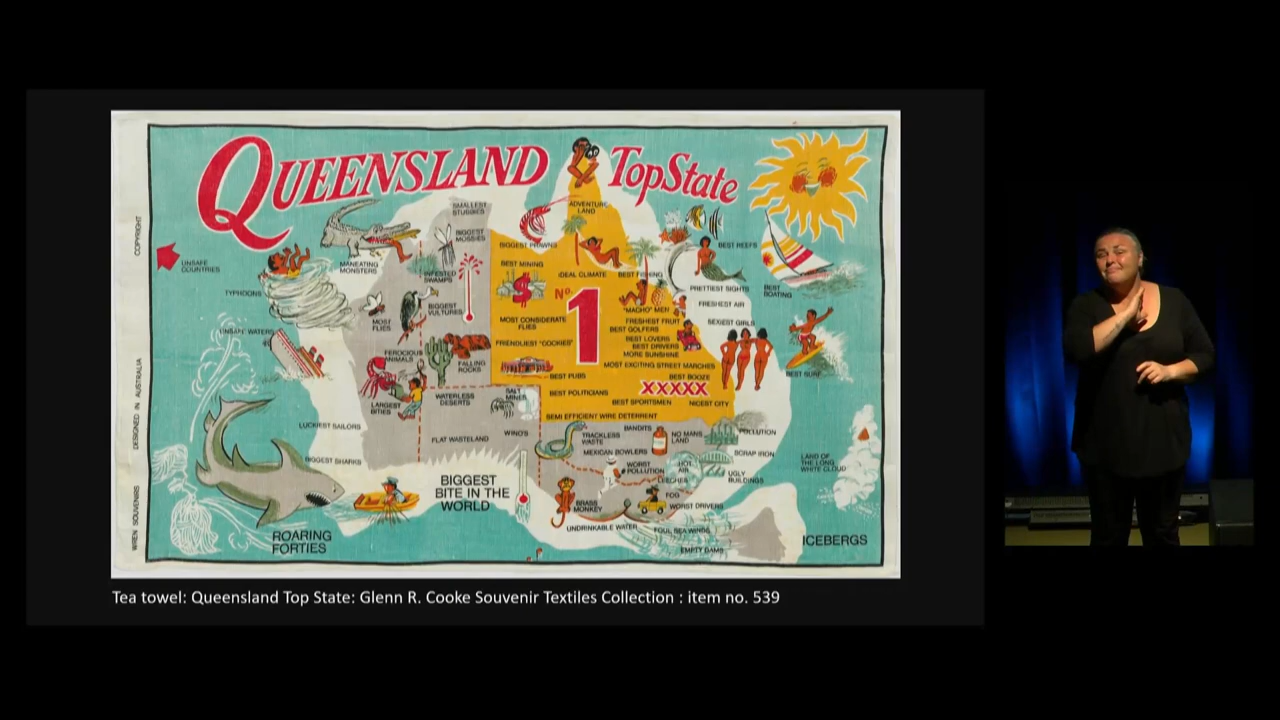 QUEENSLAND
Top State
COPYRIGHT
DESIGNED IN AUSTRALIA
WREN SOUVENIRS
UNSAFE
COUNTRIES
TYPHOONS
UNSAFE WATERS
MANEATING
MONSTERS
SMALLEST
STUBBIES
BIGGEST
MOSSIES
INFESTED
SWAMPS
BIGGEST
VULTURES
MOST
FLIES
FEROCIOUS
ANIMALS
FALLING
ROCKS
LARGEST
BITIES
WATERLESS
DESERTS
SALT
MINES
LUCKIEST SAILORS
FLAT WASTELAND
WINO'S
BIGGEST SHARKS
BIGGEST
BITE IN THE
WORLD
ROARING
FORTIES
ADVENTURE
LAND
BIGGEST PRAWNS
BEST MINING
$
IDEAL CLIMATE
BEST FISHING
No. 1
"MACHO" MEN
MOST CONSIDERATE
FLIES
FRIENDLIEST "COCKIES"
FRESHEST FRUIT
BEST GOLFERS
BEST LOVERS
BEST DRIVERS
MORE SUNSHINE
MOST EXCITING STREET MARCHES
BEST PUBS
BEST BOOZE
XXXXX
BEST POLITICIANS
BEST SPORTSMEN
NICEST CITY
SEMI EFFICIENT WIRE DETERRENT
BEST REEFS
PRETTIEST SIGHTS
BEST
BOATING
FRESHEST AIR
SEXIEST GIRLS
BEST SURF
BANDITS
TRACKLESS
WASTE
NO MANS
LAND
POLLUTION
MEXICAN BOWLERS
SCRAP IRON
WORST
POLLUTION
HOT
AIR
LEECHES
UGLY
BUILDINGS
FOG
BRASS
MONKEY
WORST DRIVERS
UNDRINKABLE WATER
FOUL SEA WINDS
EMPTY DAMS
LAND OF
THE LONG
WHITE CLOUD
ICEBERGS
Tea towel: Queensland Top State: Glenn R. Cooke Souvenir Textiles Collection : item no. 539